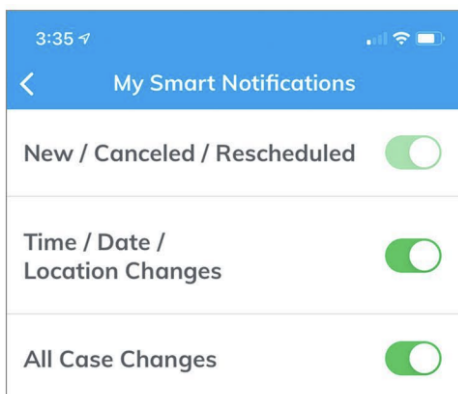 3:35
My Smart Notifications
New / Canceled / Rescheduled
Time / Date /
Location Changes
All Case Changes